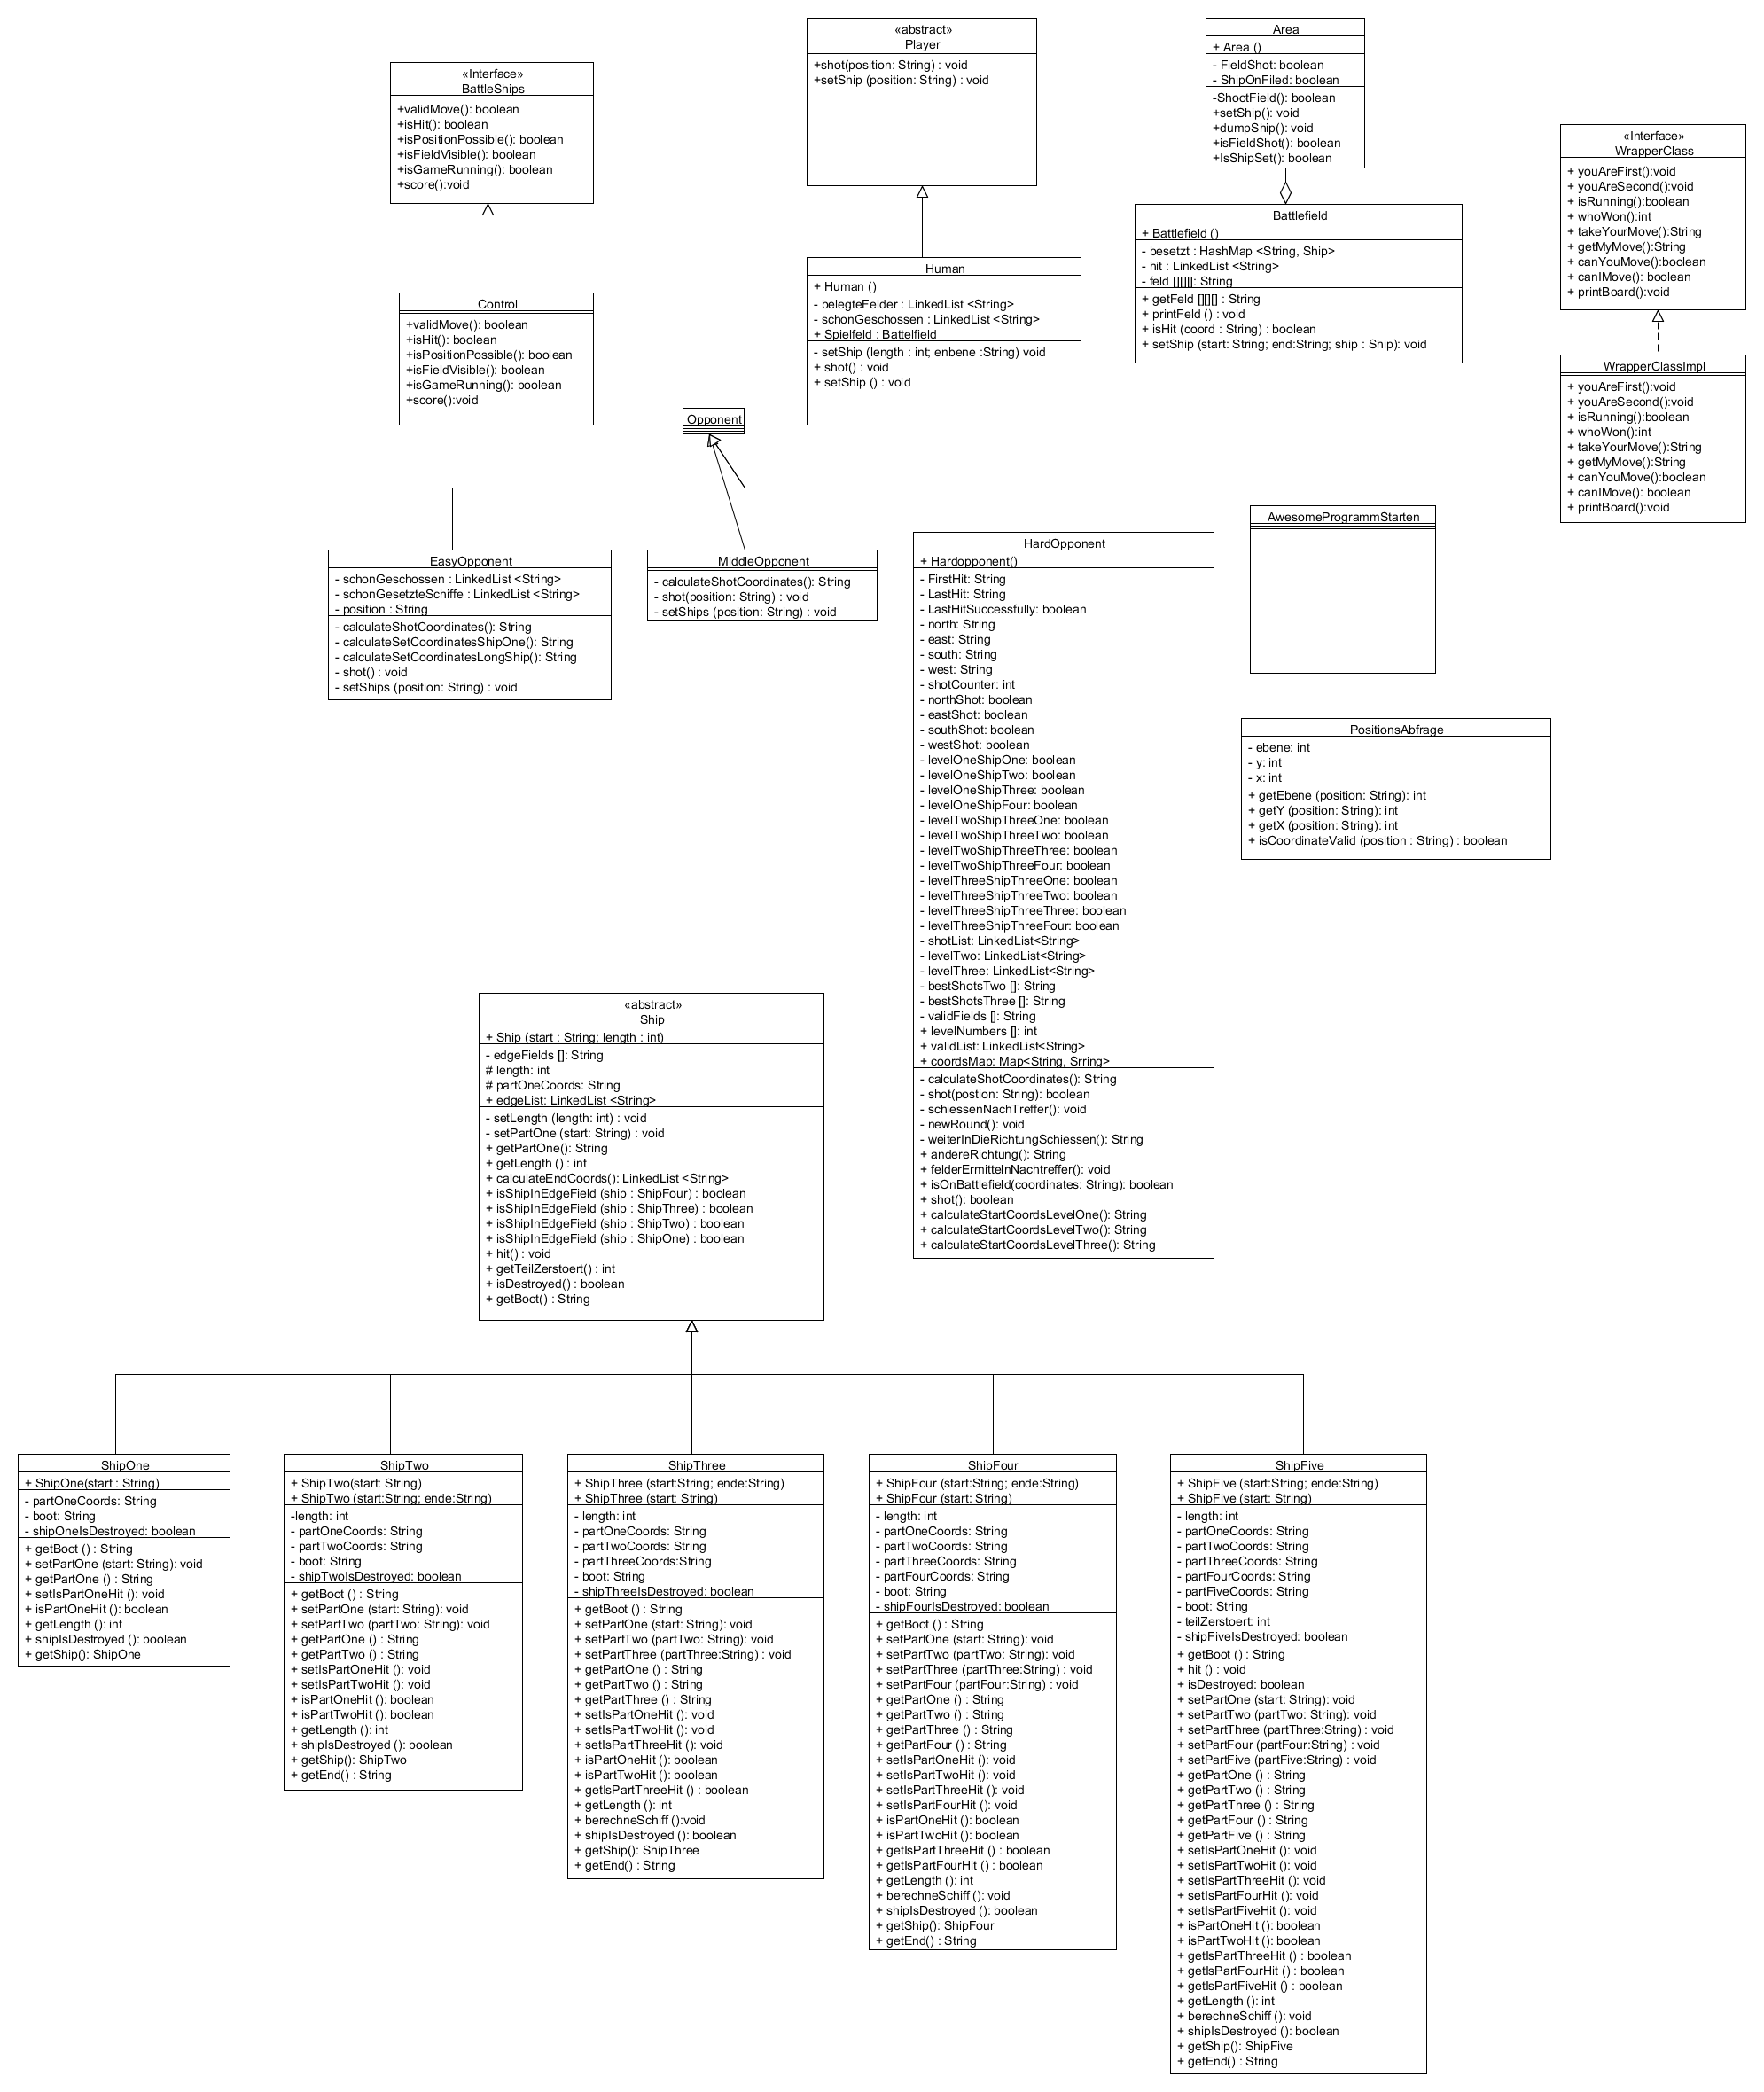 «Interface»
BattleShips
+validMove(): boolean
+isHit(): boolean
+isPositionPossible(): boolean
+isFieldVisible(): boolean
+isGameRunning(): boolean
+score():void
Control
+validMove(): boolean
+isHit(): boolean
+isPositionPossible(): boolean
+isFieldVisible(): boolean
+isGameRunning(): boolean
+score():void
«abstract»
Player
+shot(position: String) : void
+setShip (position: String) : void
Human
+ Human ()
- belegteFelder : LinkedList <String>
- schonGeschossen : LinkedList <String>
+ Spielfeld : Battelfield
- setShip (length : int; enbene :String) void
+ shot() : void
+ setShip () : void
Area
+ Area ()
- FieldShot: boolean
- ShipOnFiled: boolean
-ShootField(): boolean
+setShip(): void
+dumpShip(): void
+isFieldShot(): boolean
+IsShipSet(): boolean
Battlefield
+ Battlefield ()
- besetzt : HashMap <String, Ship>
- hit : LinkedList <String>
- feld [][][]: String
+ getFeld [][][] : String
+ printFeld () : void
+ isHit (coord : String) : boolean
+ setShip (start: String; end:String; ship : Ship): void
«Interface»
WrapperClass
+ youAreFirst():void
+ youAreSecond():void
+ isRunning():boolean
+ whoWon():int
+ takeYourMove():String
+ getMyMove():String
+ canYouMove():boolean
+ canIMove(): boolean
+ printBoard():void
WrapperClassImpl
+ youAreFirst():void
+ youAreSecond():void
+ isRunning():boolean
+ whoWon():int
+ takeYourMove():String
+ getMyMove():String
+ canYouMove():boolean
+ canIMove(): boolean
+ printBoard():void
Opponent
EasyOpponent
- schonGeschossen : LinkedList <String>
- schonGesetzteSchiffe : LinkedList <String>
- position : String
- calculateShotCoordinates(): String
- calculateSetCoordinatesShipOne(): String
- calculateSetCoordinatesLongShip(): String
- shot() : void
- setShips (position: String) : void
MiddleOpponent
- calculateShotCoordinates(): String
- shot(position: String) : void
- setShips (position: String) : void
HardOpponent
+ Hardopponent()
- FirstHit: String
- LastHit: String
- LastHitSuccessfully: boolean
- north: String
- east: String
- south: String
- west: String
- shotCounter: int
- northShot: boolean
- eastShot: boolean
- southShot: boolean
- westShot: boolean
- levelOneShipOne: boolean
- levelOneShipTwo: boolean
- levelOneShipThree: boolean
- levelOneShipFour: boolean
- levelTwoShipThreeOne: boolean
- levelTwoShipThreeTwo: boolean
- levelTwoShipThreeThree: boolean
- levelTwoShipThreeFour: boolean
- levelThreeShipThreeOne: boolean
- levelThreeShipThreeTwo: boolean
- levelThreeShipThreeThree: boolean
- levelThreeShipThreeFour: boolean
- shotList: LinkedList<String>
- levelTwo: LinkedList<String>
- levelThree: LinkedList<String>
- bestShotsTwo []: String
- bestShotsThree []: String
- validFields []: String
+ levelNumbers []: int
+ validList: LinkedList<String>
+ coordsMap: Map<String, Srring>
- calculateShotCoordinates(): String
- shot(postion: String): boolean
- schiessenNachTreffer(): void
- newRound(): void
- weiterInDieRichtungSchiessen(): String
+ andereRichtung(): String
+ felderErmittelnNachtreffer(): void
+ isOnBattlefield(coordinates: String): boolean
+ shot(): boolean
+ calculateStartCoordsLevelOne(): String
+ calculateStartCoordsLevelTwo(): String
+ calculateStartCoordsLevelThree(): String
AwesomeProgrammStarten
PositionsAbfrage
- ebene: int
- y: int
- x: int
+ getEbene (position: String): int
+ getY (position: String): int
+ getX (position: String): int
+ isCoordinateValid (position : String) : boolean
«abstract»
Ship
+ Ship (start : String; length : int)
- edgeFields []: String
# length: int
# partOneCoords: String
+ edgeList: LinkedList <String>
- setLength (length: int) : void
- setPartOne (start: String) : void
+ getPartOne(): String
+ getLength () : int
+ calculateEndCoords(): LinkedList <String>
+ isShipInEdgeField (ship : ShipFour) : boolean
+ isShipInEdgeField (ship : ShipThree) : boolean
+ isShipInEdgeField (ship : ShipTwo) : boolean
+ isShipInEdgeField (ship : ShipOne) : boolean
+ hit() : void
+ getTeilZerstoert() : int
+ isDestroyed() : boolean
+ getBoot() : String
ShipOne
+ ShipOne(start : String)
- partOneCoords: String
- boot: String
- shipOneIsDestroyed: boolean
+ getBoot () : String
+ setPartOne (start: String): void
+ getPartOne () : String
+ setIsPartOneHit (): void
+ isPartOneHit (): boolean
+ getLength (): int
+ shipIsDestroyed (): boolean
+ getShip(): ShipOne
ShipTwo
+ ShipTwo(start: String)
+ ShipTwo (start:String; ende:String)
-length: int
- partOneCoords: String
- partTwoCoords: String
- boot: String
- shipTwoIsDestroyed: boolean
+ getBoot () : String
+ setPartOne (start: String): void
+ setPartTwo (partTwo: String): void
+ getPartOne () : String
+ getPartTwo () : String
+ setIsPartOneHit (): void
+ setIsPartTwoHit (): void
+ isPartOneHit (): boolean
+ isPartTwoHit (): boolean
+ getLength (): int
+ shipIsDestroyed (): boolean
+ getShip(): ShipTwo
+ getEnd() : String
ShipThree
+ ShipThree (start:String; ende:String)
+ ShipThree (start: String)
- length: int
- partOneCoords: String
- partTwoCoords: String
- partThreeCoords:String
- boot: String
- shipThreeIsDestroyed: boolean
+ getBoot () : String
+ setPartOne (start: String): void
+ setPartTwo (partTwo: String): void
+ setPartThree (partThree:String) : void
+ getPartOne () : String
+ getPartTwo () : String
+ getPartThree () : String
+ setIsPartOneHit (): void
+ setIsPartTwoHit (): void
+ setIsPartThreeHit (): void
+ isPartOneHit (): boolean
+ isPartTwoHit (): boolean
+ getIsPartThreeHit () : boolean
+ getLength (): int
+ berechneSchiff ():void
+ shipIsDestroyed (): boolean
+ getShip(): ShipThree
+ getEnd() : String
ShipFour
+ ShipFour (start:String; ende:String)
+ ShipFour (start: String)
- length: int
- partOneCoords: String
- partTwoCoords: String
- partThreeCoords: String
- partFourCoords: String
- boot: String
- shipFourIsDestroyed: boolean
+ getBoot () : String
+ setPartOne (start: String): void
+ setPartTwo (partTwo: String): void
+ setPartThree (partThree:String) : void
+ setPartFour (partFour:String) : void
+ getPartOne () : String
+ getPartTwo () : String
+ getPartThree () : String
+ getPartFour () : String
+ setIsPartOneHit (): void
+ setIsPartTwoHit (): void
+ setIsPartThreeHit (): void
+ setIsPartFourHit (): void
+ isPartOneHit (): boolean
+ isPartTwoHit (): boolean
+ getIsPartThreeHit () : boolean
+ getIsPartFourHit () : boolean
+ getLength (): int
+ berechneSchiff (): void
+ shipIsDestroyed (): boolean
+ getShip(): ShipFour
+ getEnd() : String
ShipFive
+ ShipFive (start:String; ende:String)
+ ShipFive (start: String)
- length: int
- partOneCoords: String
- partTwoCoords: String
- partThreeCoords: String
- partFourCoords: String
- partFiveCoords: String
- boot: String
- teilZerstoert: int
- shipFiveIsDestroyed: boolean
+ getBoot () : String
+ hit () : void
+ isDestroyed: boolean
+ setPartOne (start: String): void
+ setPartTwo (partTwo: String): void
+ setPartThree (partThree:String) : void
+ setPartFour (partFour:String) : void
+ setPartFive (partFive:String) : void
+ getPartOne () : String
+ getPartTwo () : String
+ getPartThree () : String
+ getPartFour () : String
+ getPartFive () : String
+ setIsPartOneHit (): void
+ setIsPartTwoHit (): void
+ setIsPartThreeHit (): void
+ setIsPartFourHit (): void
+ setIsPartFiveHit (): void
+ isPartOneHit (): boolean
+ isPartTwoHit (): boolean
+ getIsPartThreeHit () : boolean
+ getIsPartFourHit () : boolean
+ getIsPartFiveHit () : boolean
+ getLength (): int
+ berechneSchiff (): void
+ shipIsDestroyed (): boolean
+ getShip(): ShipFive
+ getEnd() : String